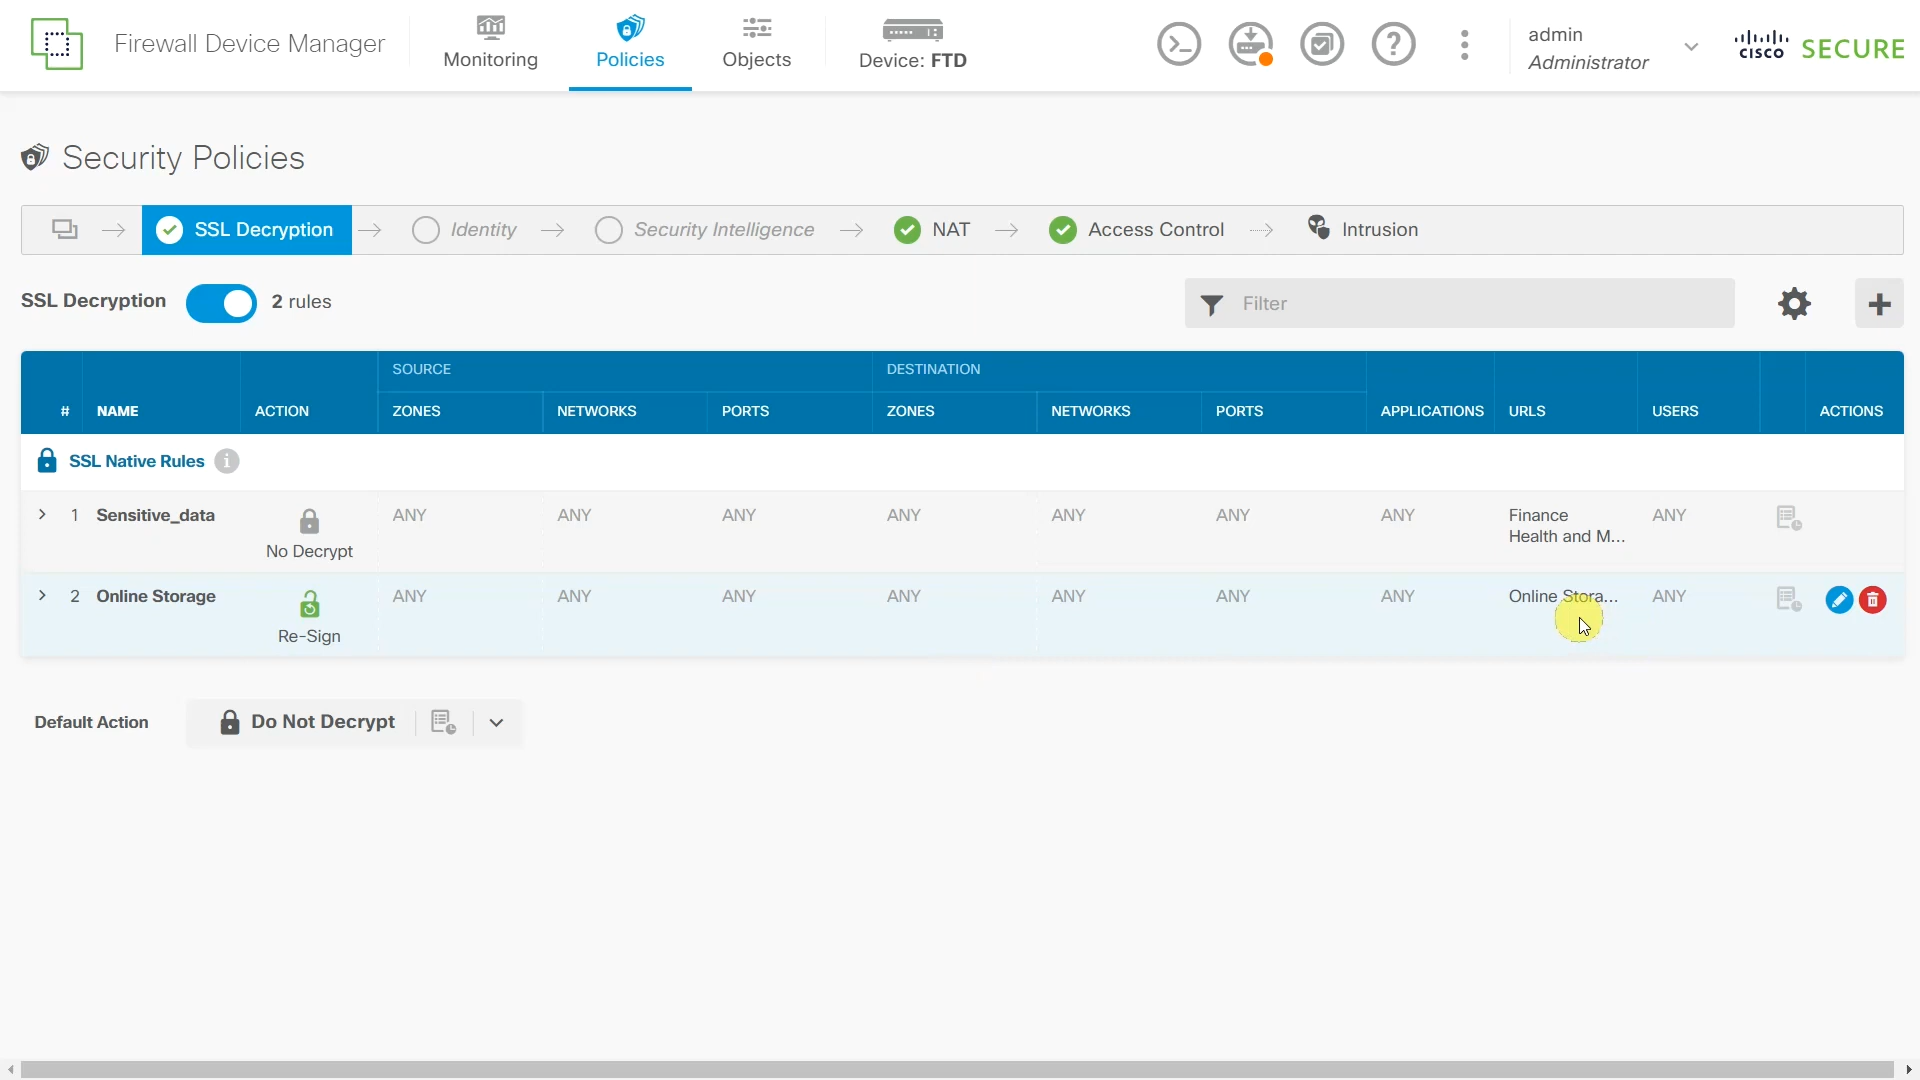 Firewall Device Manager
Monitoring
Policies
Objects
Device: FTD
admin
Administrator
cisco SECURE
Security Policies
SSL Decryption
Identity
Security Intelligence
NAT
Access Control
Intrusion
SSL Decryption
2 rules
Filter
SOURCE
DESTINATION
# NAME ACTION ZONES NETWORKS PORTS ZONES NETWORKS PORTS APPLICATIONS URLS USERS ACTIONS
SSL Native Rules
1 Sensitive_data ANY ANY ANY ANY ANY ANY ANY Finance ANY
Health and M...
No Decrypt
2 Online Storage ANY ANY ANY ANY ANY ANY ANY Online Stora... ANY
Re-Sign
Default Action
Do Not Decrypt